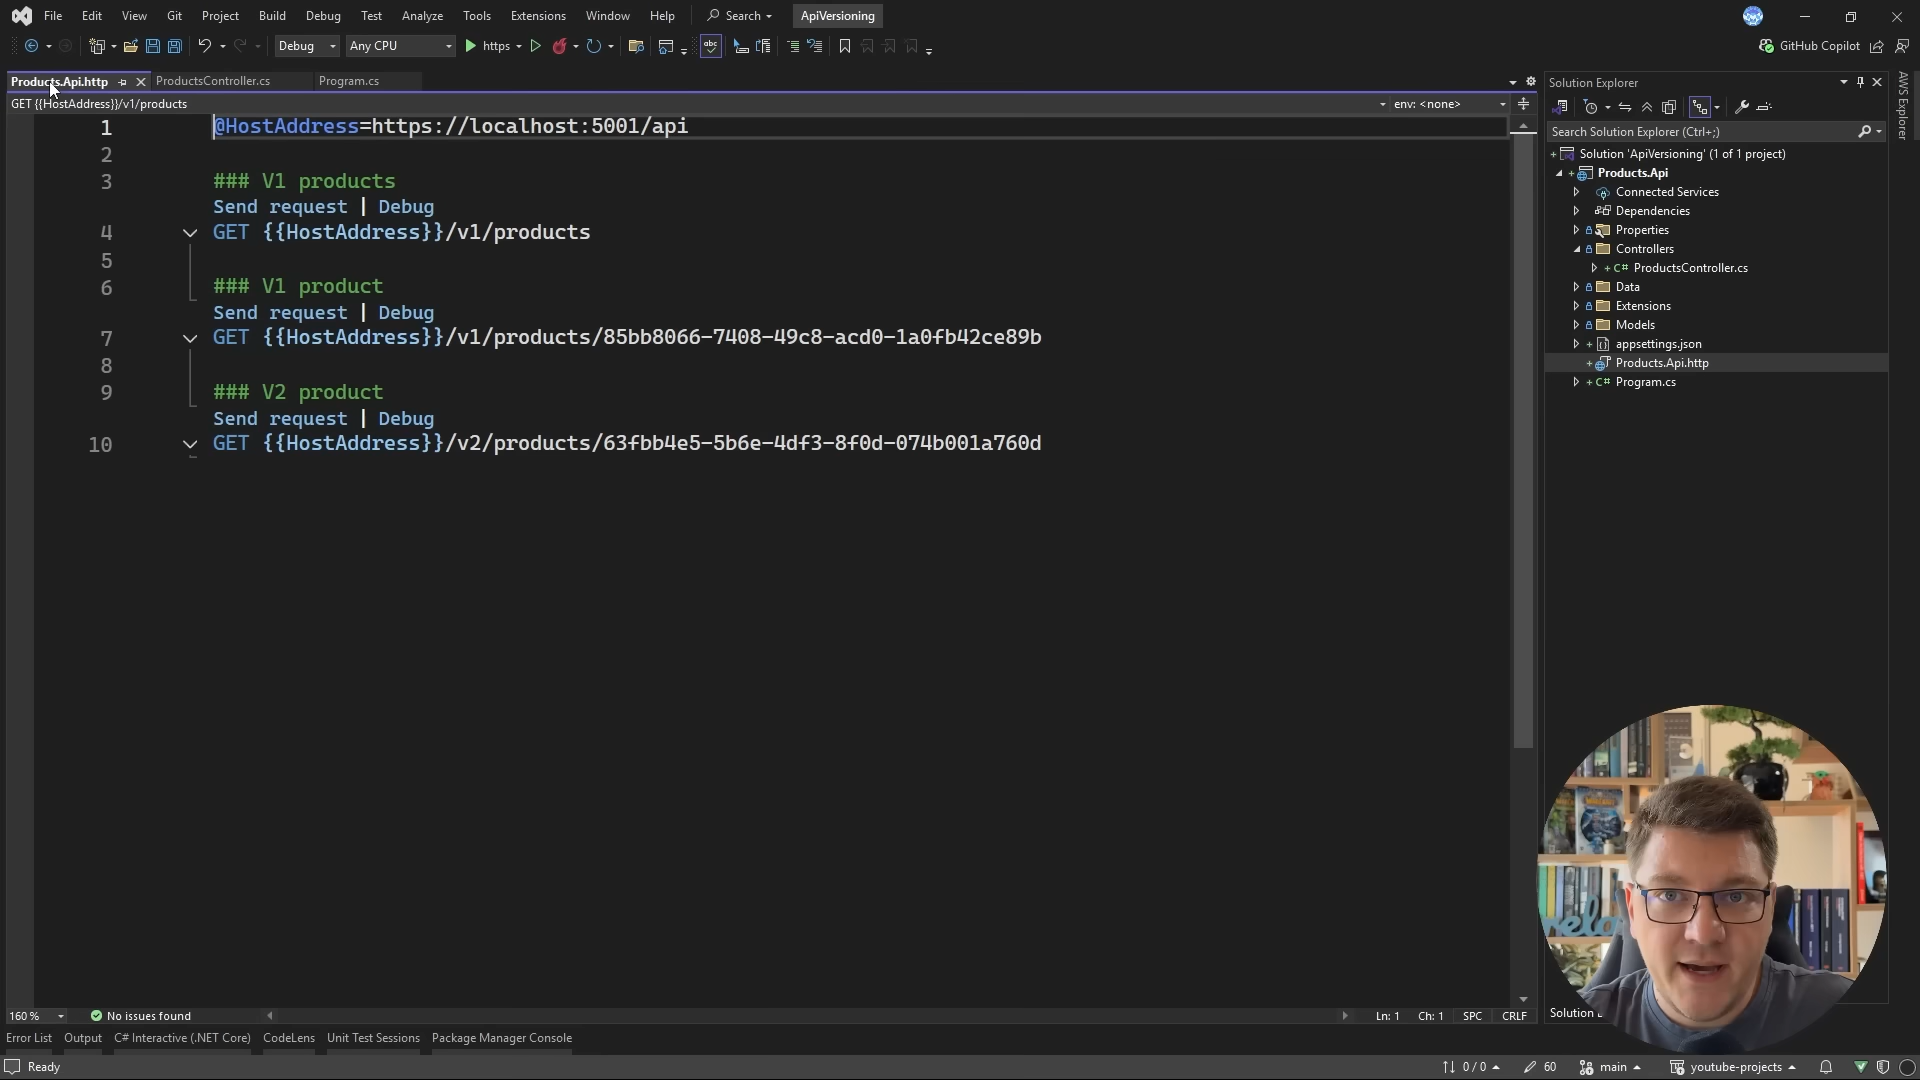 File Edit View Git Project Build Debug Test Analyze Tools Extensions Window Help Search ApiVersioning
Debug Any CPU https GitHub Copilot
Products.Api.http ProductsController.cs Program.cs
GET {{HostAddress}}/v1/products env: <none>
1 @HostAddress=https://localhost:5001/api
2
3 ### V1 products
Send request | Debug
4 GET {{HostAddress}}/v1/products
5
6 ### V1 product
Send request | Debug
7 GET {{HostAddress}}/v1/products/85bb8066-7408-49c8-acd0-1a0fb42ce89b
8
9 ### V2 product
Send request | Debug
10 GET {{HostAddress}}/v2/products/63fbb4e5-5b6e-4df3-8f0d-074b001a760d
Solution Explorer
Search Solution Explorer (Ctrl+;)
Solution 'ApiVersioning' (1 of 1 project)
Products.Api
Connected Services
Dependencies
Properties
Controllers
C# ProductsController.cs
Data
Extensions
Models
appsettings.json
Products.Api.http
C# Program.cs
AWS Explorer
160 % No issues found Ln: 1 Ch: 1 SPC CRLF
Solution
Error List Output C# Interactive (.NET Core) CodeLens Unit Test Sessions Package Manager Console
Ready 0 / 0 60 main youtube-projects